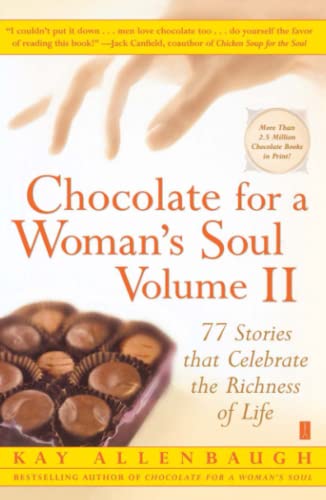 "I couldn't put it down . . . men love chocolate too . . . do yourself the favor
of reading this book!" —Jack Canfield, coauthor of Chicken Soup for the Soul
More Than
2.5 Million
Chocolate Books
in Print!
Chocolate for a
Woman's Soul
Volume II
77 Stories
that Celebrate
the Richness
of Life
KAY ALLENBAUGH
BESTSELLING AUTHOR OF CHOCOLATE FOR A WOMAN'S SOUL